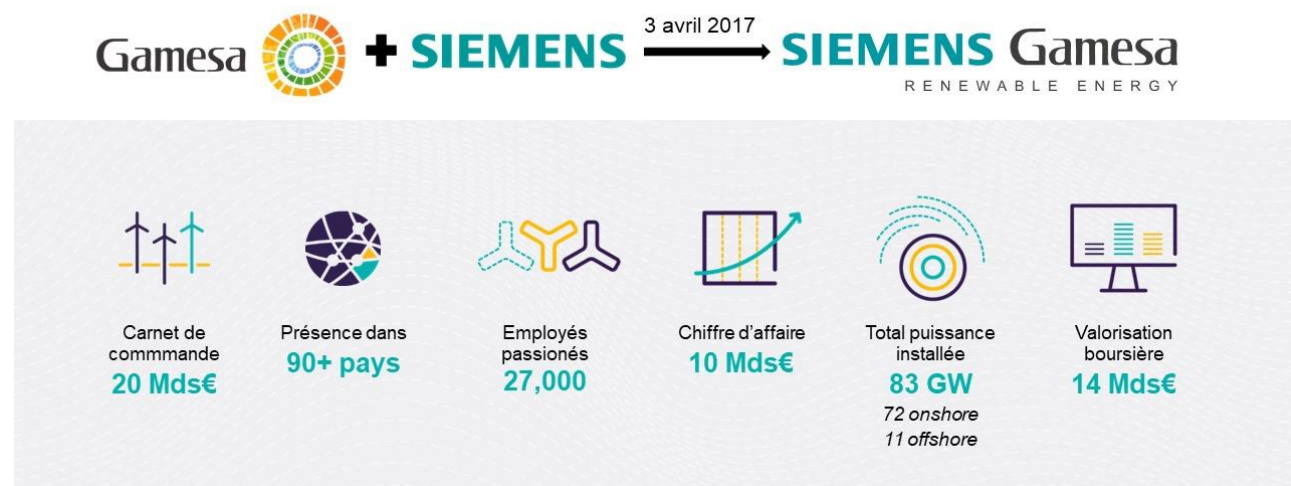 Gamesa + SIEMENS 3 avril 2017 SIEMENS Gamesa
RENEWABLE ENERGY
Carnet de
commmande
20 Mds€
Présence dans
90+ pays
Employés
passionés
27,000
Chiffre d'affaire
10 Mds€
Total puissance
installée
83 GW
72 onshore
11 offshore
Valorisation
boursière
14 Mds€